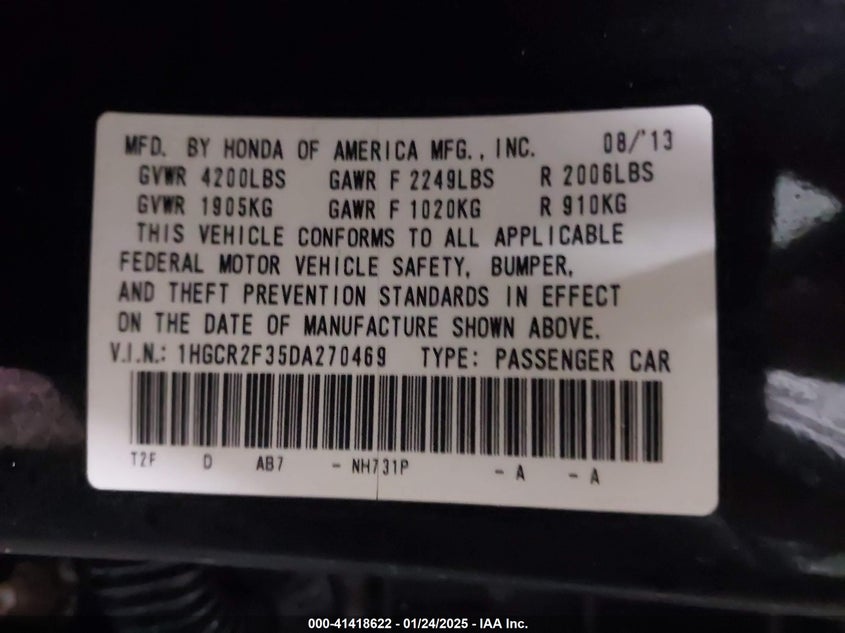 MFD. BY HONDA OF AMERICA MFG., INC. 08/'13
GVWR 4200LBS GAWR F 2249LBS R 2006LBS
GVWR 1905KG GAWR F 1020KG R 910KG
THIS VEHICLE CONFORMS TO ALL APPLICABLE
FEDERAL MOTOR VEHICLE SAFETY, BUMPER,
AND THEFT PREVENTION STANDARDS IN EFFECT
ON THE DATE OF MANUFACTURE SHOWN ABOVE.
V.I.N.: 1HGCR2F35DA270469 TYPE: PASSENGER CAR
T2F D AB7 - NH731P - A - A
000-41418622 - 01/24/2025 - IAA Inc.